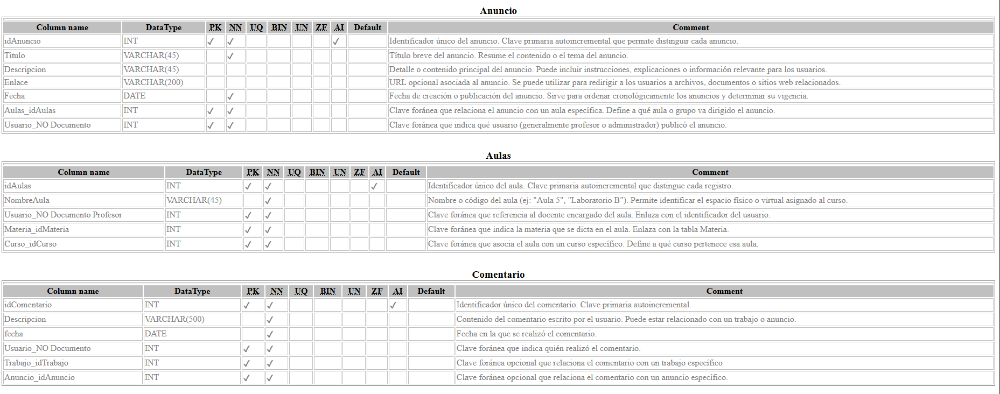 Anuncio
Column name DataType PK NN UQ BIN UN ZF AI Default Comment
idAnuncio INT ✓ ✓ ✓ Identificador único del anuncio. Clave primaria autoincremental que permite distinguir cada anuncio.
Titulo VARCHAR(45) ✓ Título breve del anuncio. Resume el contenido o el tema del anuncio.
Descripcion VARCHAR(45) Detalle o contenido principal del anuncio. Puede incluir instrucciones, explicaciones o información relevante para los usuarios.
Enlace VARCHAR(200) URL opcional asociada al anuncio. Se puede utilizar para redirigir a los usuarios a archivos, documentos o sitios web relacionados.
Fecha DATE ✓ Fecha de creación o publicación del anuncio. Sirve para ordenar cronológicamente los anuncios y determinar su vigencia.
Aulas_idAulas INT ✓ ✓ Clave foránea que relaciona el anuncio con un aula específica. Define a qué aula o grupo va dirigido el anuncio.
Usuario_NO Documento INT ✓ ✓ Clave foránea que indica qué usuario (generalmente profesor o administrador) publicó el anuncio.
Aulas
Column name DataType PK NN UQ BIN UN ZF AI Default Comment
idAulas INT ✓ ✓ ✓ Identificador único del aula. Clave primaria autoincremental que distingue cada registro.
NombreAula VARCHAR(45) ✓ Nombre o código del aula (ej: "Aula 5", "Laboratorio B"). Permite identificar el espacio físico o virtual asignado al curso.
Usuario_NO Documento Profesor INT ✓ ✓ Clave foránea que referencia al docente encargado del aula. Enlaza con el identificador del usuario.
Materia_idMateria INT ✓ ✓ Clave foránea que indica la materia que se dicta en el aula. Enlaza con la tabla Materia.
Curso_idCurso INT ✓ ✓ Clave foránea que asocia el aula con un curso específico. Define a qué curso pertenece esa aula.
Comentario
Column name DataType PK NN UQ BIN UN ZF AI Default Comment
idComentario INT ✓ ✓ ✓ Identificador único del comentario. Clave primaria autoincremental.
Descripcion VARCHAR(500) ✓ Contenido del comentario escrito por el usuario. Puede estar relacionado con un trabajo o anuncio.
fecha DATE ✓ Fecha en la que se realizó el comentario.
Usuario_NO Documento INT ✓ ✓ Clave foránea que indica quién realizó el comentario.
Trabajo_idTrabajo INT ✓ ✓ Clave foránea opcional que relaciona el comentario con un trabajo específico
Anuncio_idAnuncio INT ✓ ✓ Clave foránea opcional que relaciona el comentario con un anuncio específico.